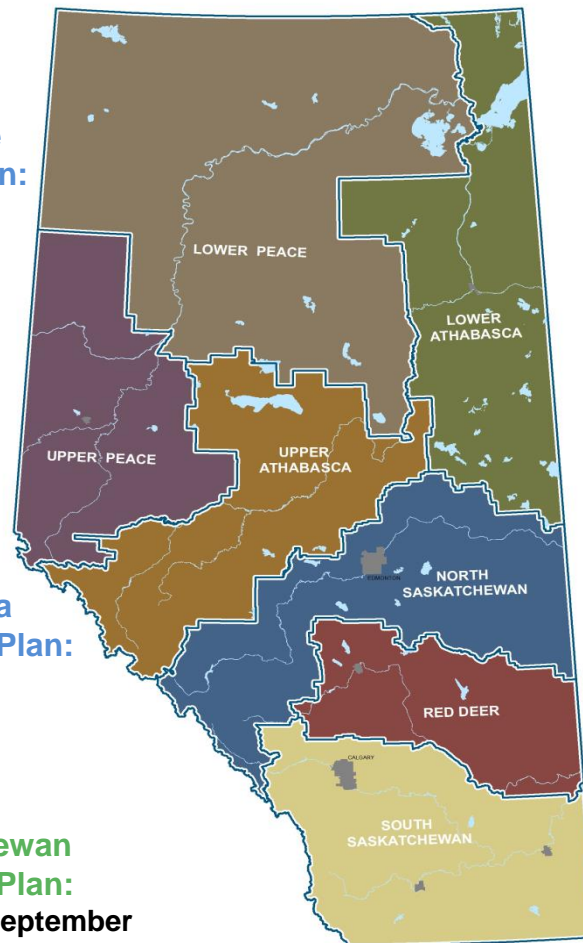 n:
LOWER PEACE
LOWER
ATHABASCA
UPPER PEACE
UPPER
ATHABASCA
EDMONTON
NORTH
SASKATCHEWAN
a
Plan:
RED DEER
CALGARY
SOUTH
SASKATCHEWAN
ewan
Plan:
eptember